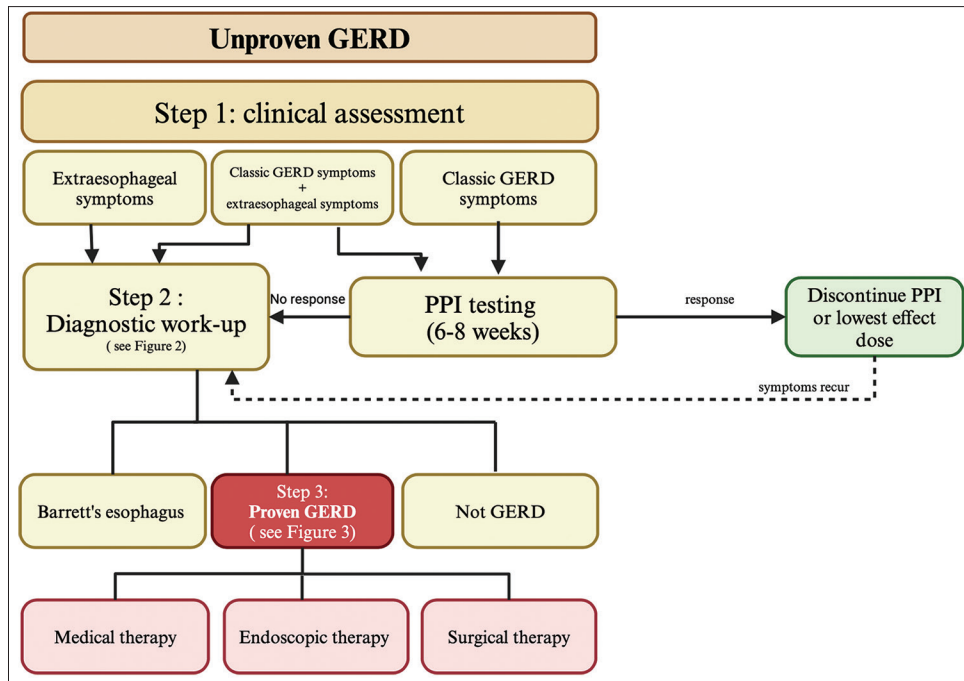 Unproven GERD
Step 1: clinical assessment
Extraesophageal
symptoms
Classic GERD symptoms
+
extraesophageal symptoms
Classic GERD
symptoms
Step 2 :
Diagnostic work-up
( see Figure 2)
No response
PPI testing
(6-8 weeks)
response
Discontinue PPI
or lowest effect
dose
symptoms recur
Barrett's esophagus
Step 3:
Proven GERD
( see Figure 3)
Not GERD
Medical therapy
Endoscopic therapy
Surgical therapy